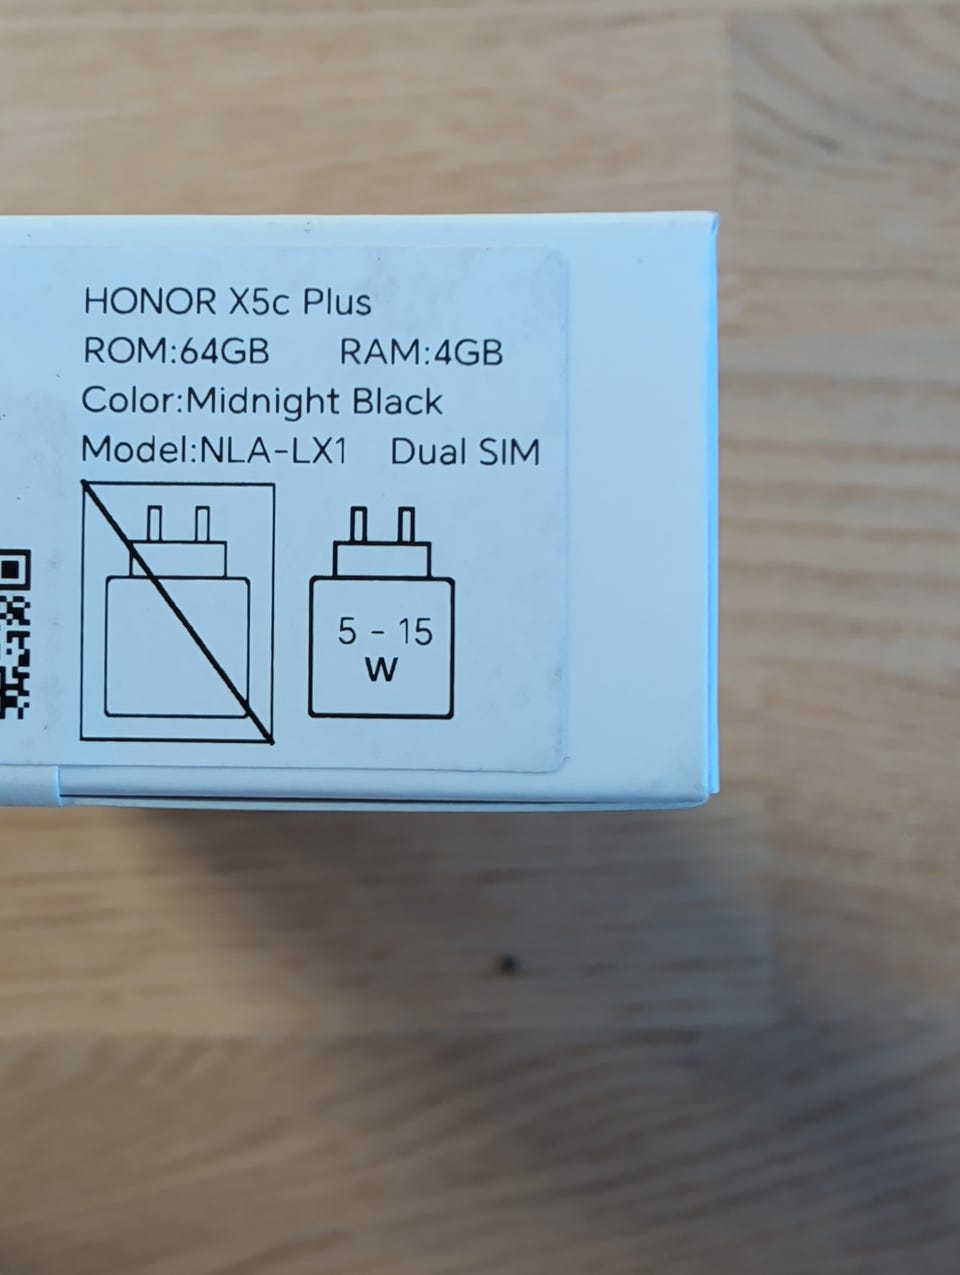 HONOR X5c Plus
ROM:64GB RAM:4GB
Color:Midnight Black
Model:NLA-LX1 Dual SIM
5 - 15
W